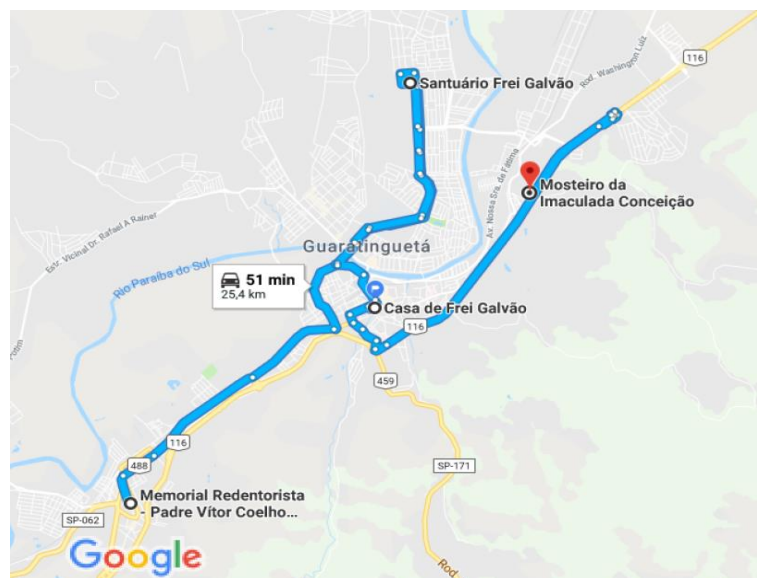 116
Rod. Washington Luiz
Santuário Frei Galvão
Av. Nossa Sra. de Fátima
Mosteiro da
Imaculada Conceição
Estr. Vicinal Dr. Rafael A Rainer
Guaratinguetá
Rio Paraíba do Sul
51 min
25,4 km
Casa de Frei Galvão
116
459
116
488
SP-171
Memorial Redentorista
- Padre Vítor Coelho...
SP-062
Google
Rod.